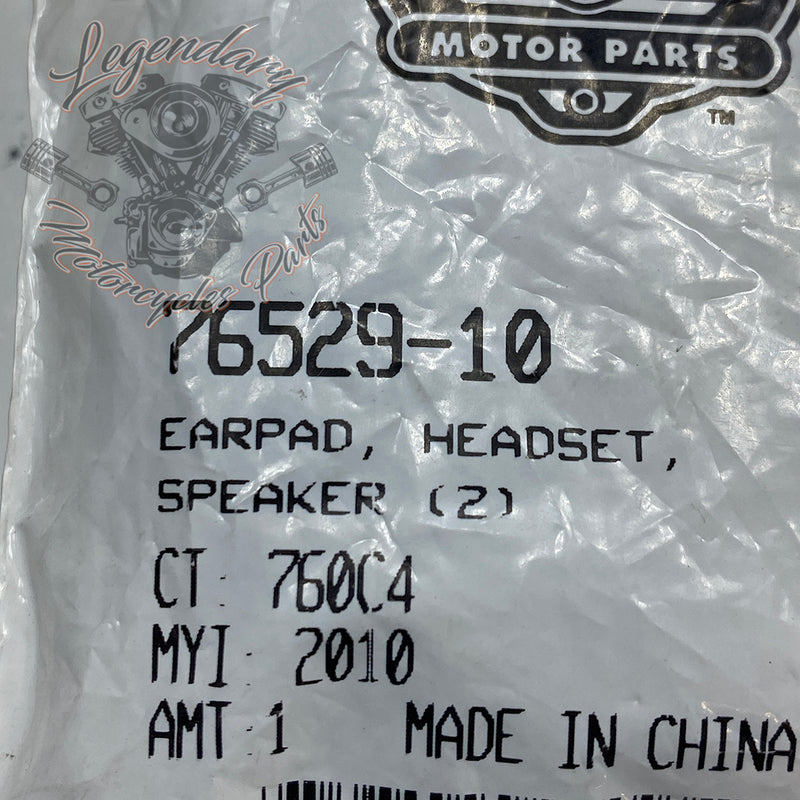 Legendary
MOTOR PARTS
TM
Motorcycles Parts
76529-10
EARPAD, HEADSET,
SPEAKER (2)
CT: 760C4
MYI: 2010
AMT:1 MADE IN CHINA